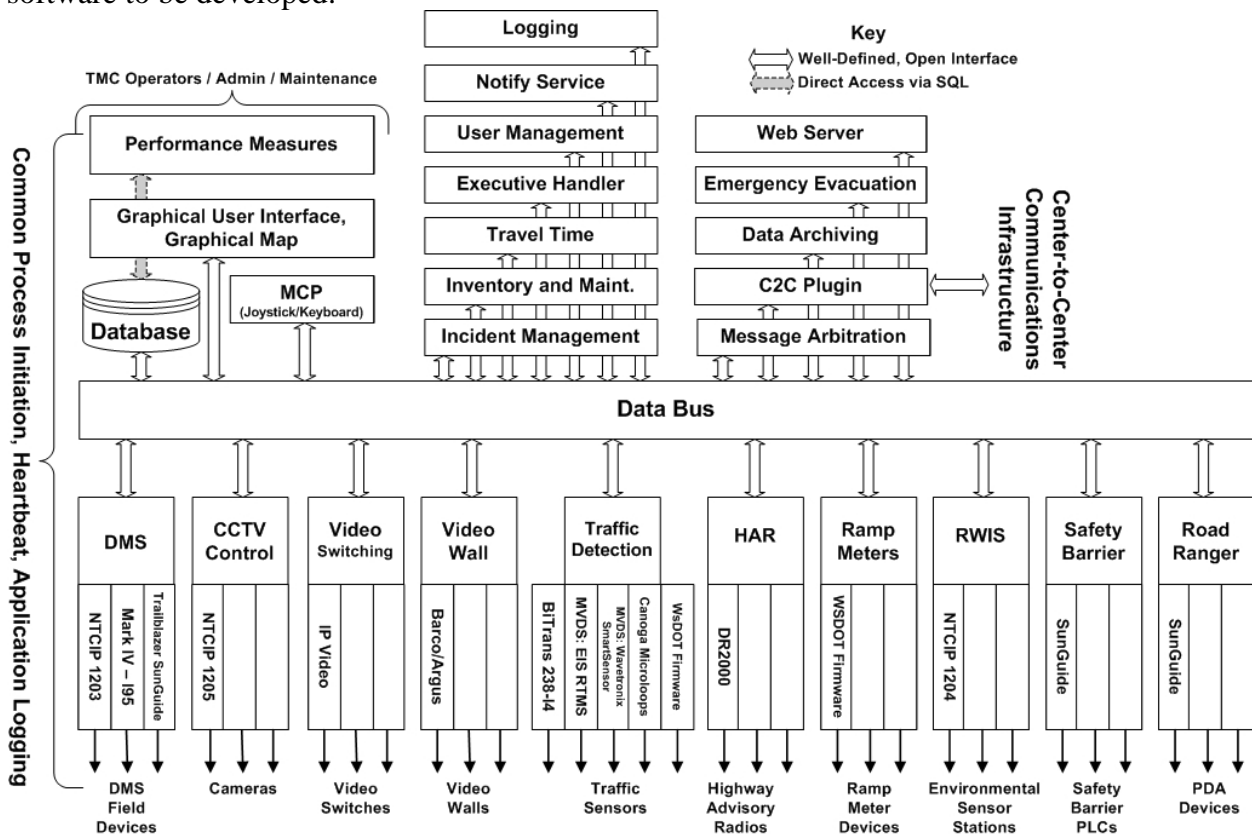 software to be developed.
Logging
Notify Service
User Management
Executive Handler
Travel Time
Inventory and Maint.
Incident Management
Key
Well-Defined, Open Interface
Direct Access via SQL
TMC Operators / Admin / Maintenance
Performance Measures
Graphical User Interface,
Graphical Map
Database
MCP
(Joystick/Keyboard)
Web Server
Emergency Evacuation
Data Archiving
C2C Plugin
Message Arbitration
Center-to-Center
Communications
Infrastructure
Common Process Initiation, Heartbeat, Application Logging
Data Bus
DMS
CCTV
Control
Video
Switching
Video
Wall
Traffic
Detection
HAR
Ramp
Meters
RWIS
Safety
Barrier
Road
Ranger
NTCIP 1203
Mark IV – I95
Trailblazer SunGuide
NTCIP 1205
IP Video
Barco/Argus
BiTrans 238-I4
MVDS: EIS RTMS
MVDS: Wavetronix
SmartSensor
Canoga Microloops
WsDOT Firmware
DR2000
WSDOT Firmware
NTCIP 1204
SunGuide
SunGuide
DMS
Field
Devices
Cameras
Video
Switches
Video
Walls
Traffic
Sensors
Highway
Advisory
Radios
Ramp
Meter
Devices
Environmental
Sensor
Stations
Safety
Barrier
PLCs
PDA
Devices